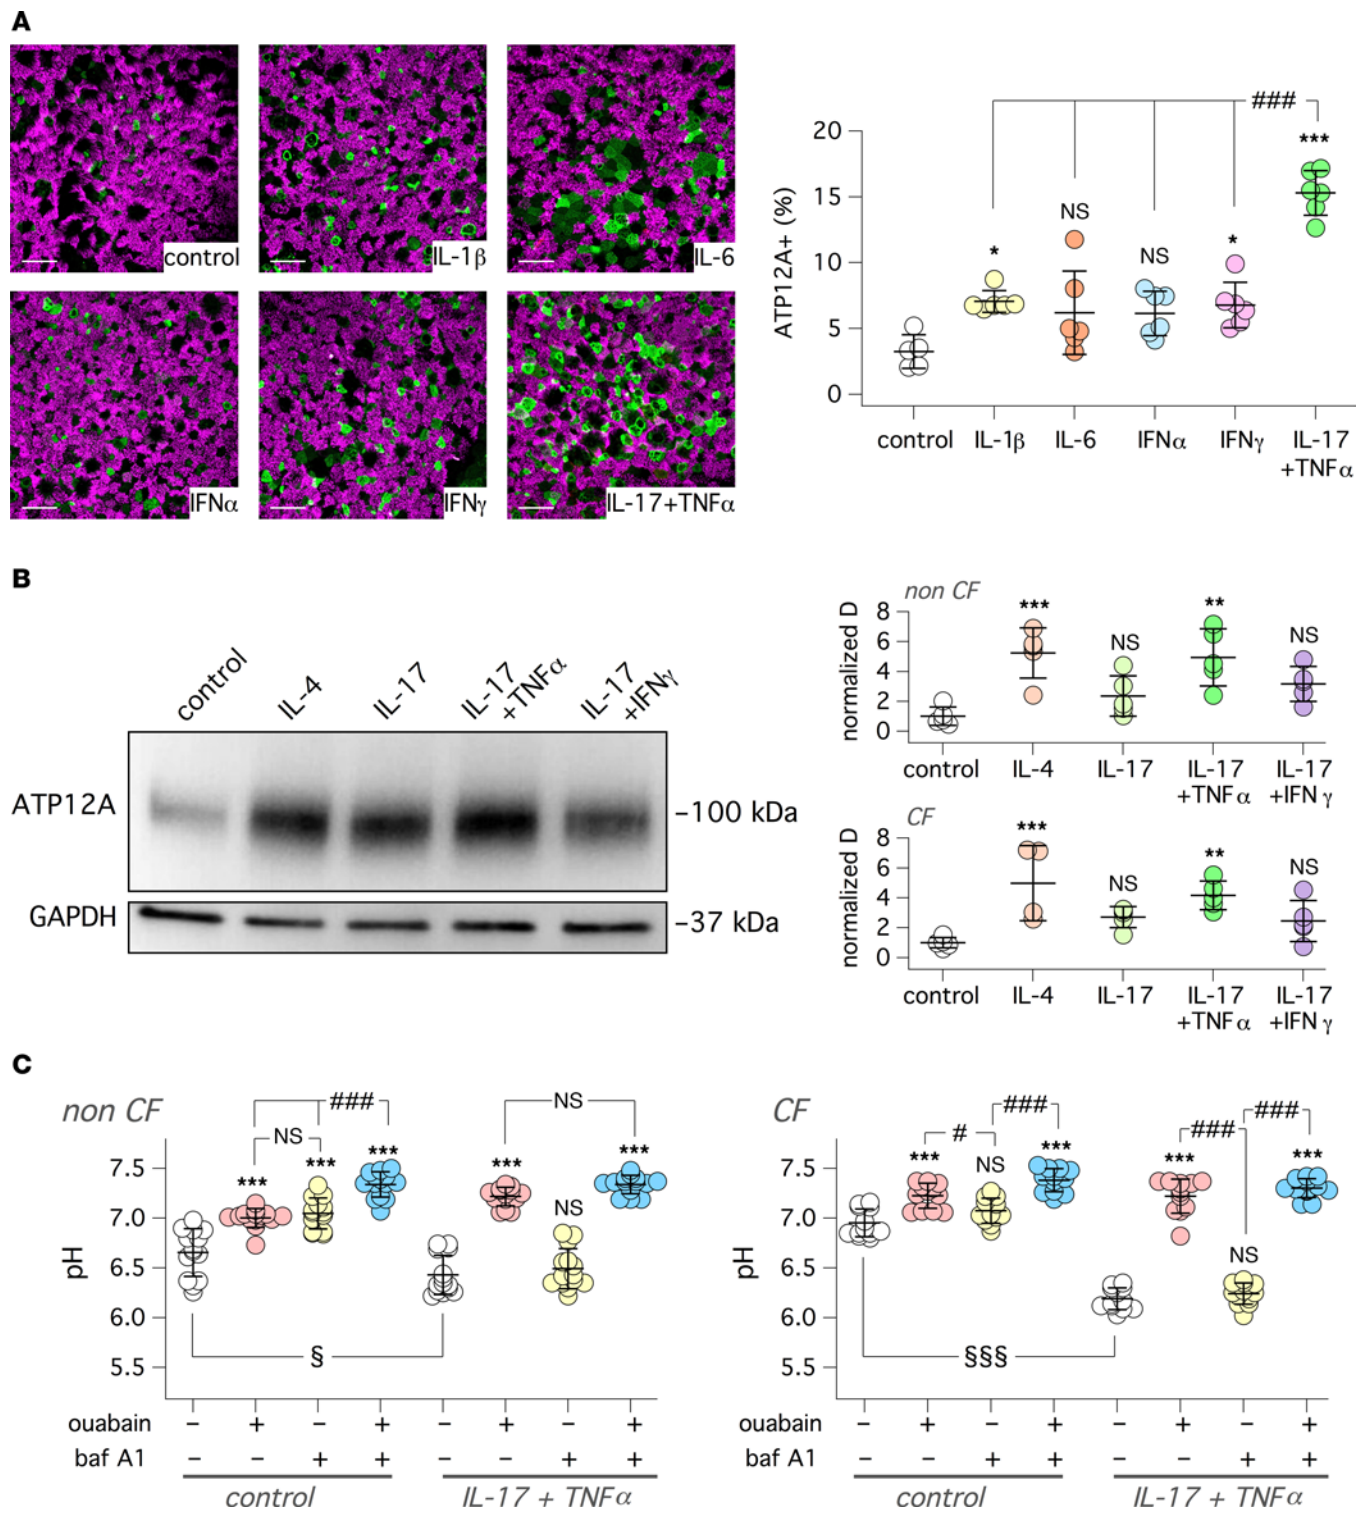 A
control
IL-1β
IL-6
IFNα
IFNγ
IL-17+TNFα
ATP12A+ (%)
20
15
10
5
0
###
***
NS
*
NS
*
control
IL-1β
IL-6
IFNα
IFNγ
IL-17
+TNFα
B
control
IL-4
IL-17
IL-17
+TNFα
IL-17
+IFNγ
ATP12A
–100 kDa
GAPDH
–37 kDa
non CF
normalized D
8
6
4
2
0
***
NS
**
NS
control
IL-4
IL-17
IL-17
+TNFα
IL-17
+IFNγ
CF
normalized D
8
6
4
2
0
***
NS
**
NS
control
IL-4
IL-17
IL-17
+TNFα
IL-17
+IFNγ
C
non CF
pH
7.5
7.0
6.5
6.0
5.5
###
NS
***
***
***
NS
***
NS
***
§
ouabain – + – + – + – +
baf A1 – – + + – – + +
control
IL-17 + TNFα
CF
pH
7.5
7.0
6.5
6.0
5.5
###
#
***
NS
***
###
###
***
NS
***
§§§
ouabain – + – + – + – +
baf A1 – – + + – – + +
control
IL-17 + TNFα